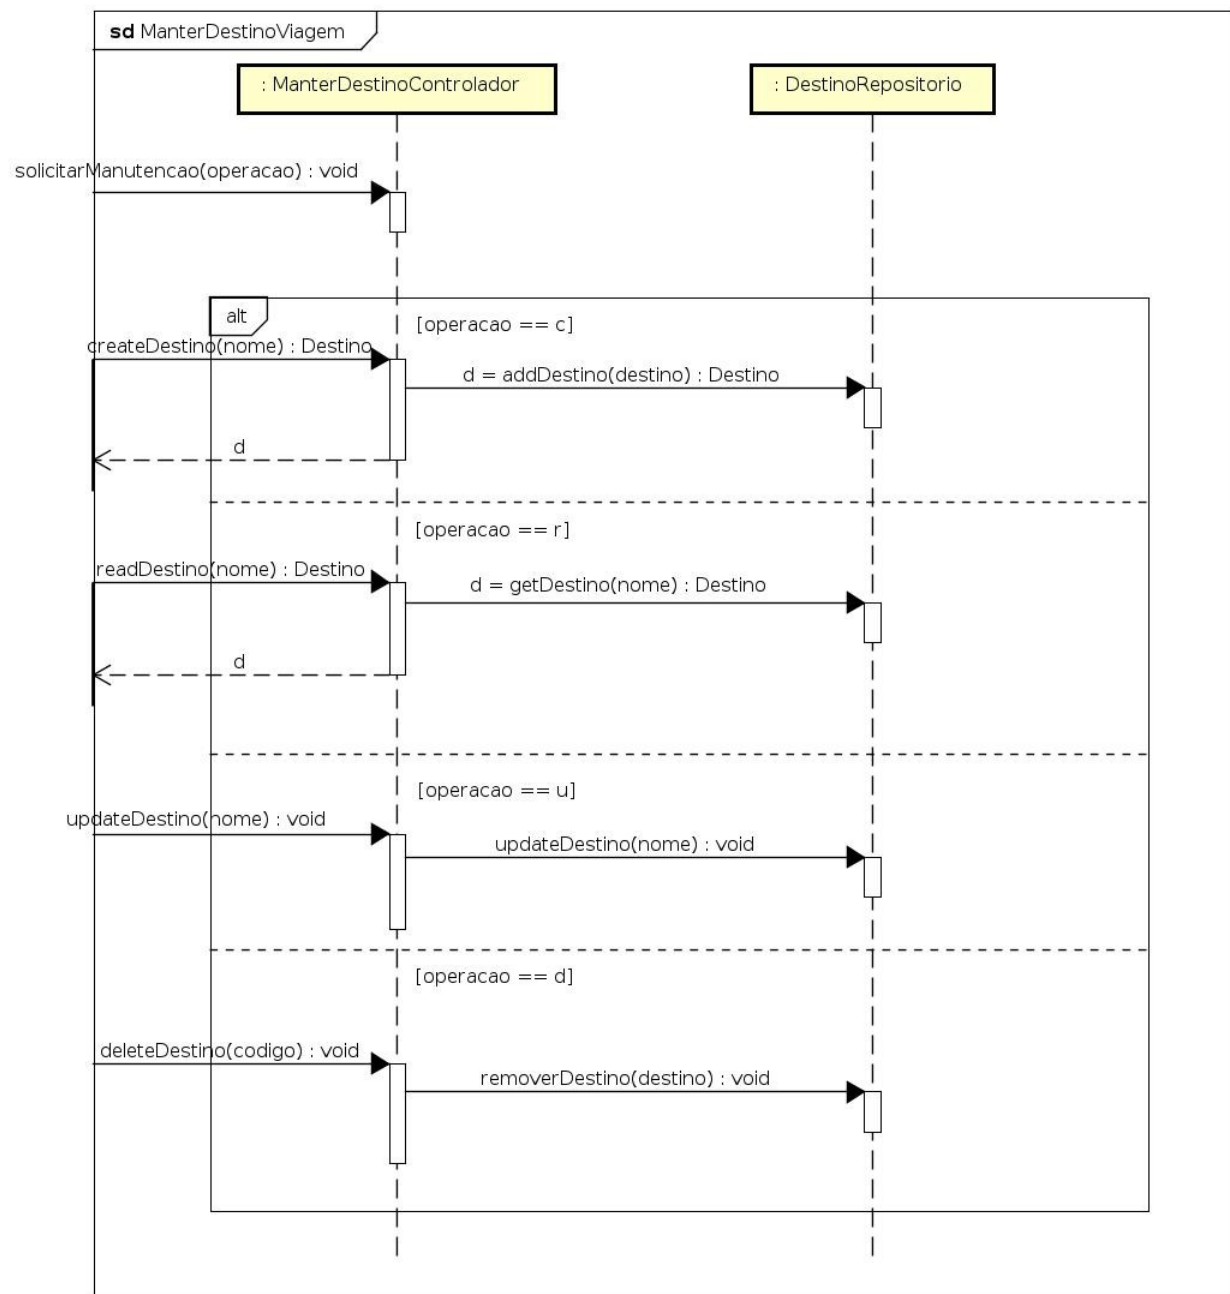 sd ManterDestinoViagem
: ManterDestinoControlador
: DestinoRepositorio
solicitarManutencao(operacao) : void
alt
[operacao == c]
createDestino(nome) : Destino
d = addDestino(destino) : Destino
d
[operacao == r]
readDestino(nome) : Destino
d = getDestino(nome) : Destino
d
[operacao == u]
updateDestino(nome) : void
updateDestino(nome) : void
[operacao == d]
deleteDestino(codigo) : void
removerDestino(destino) : void